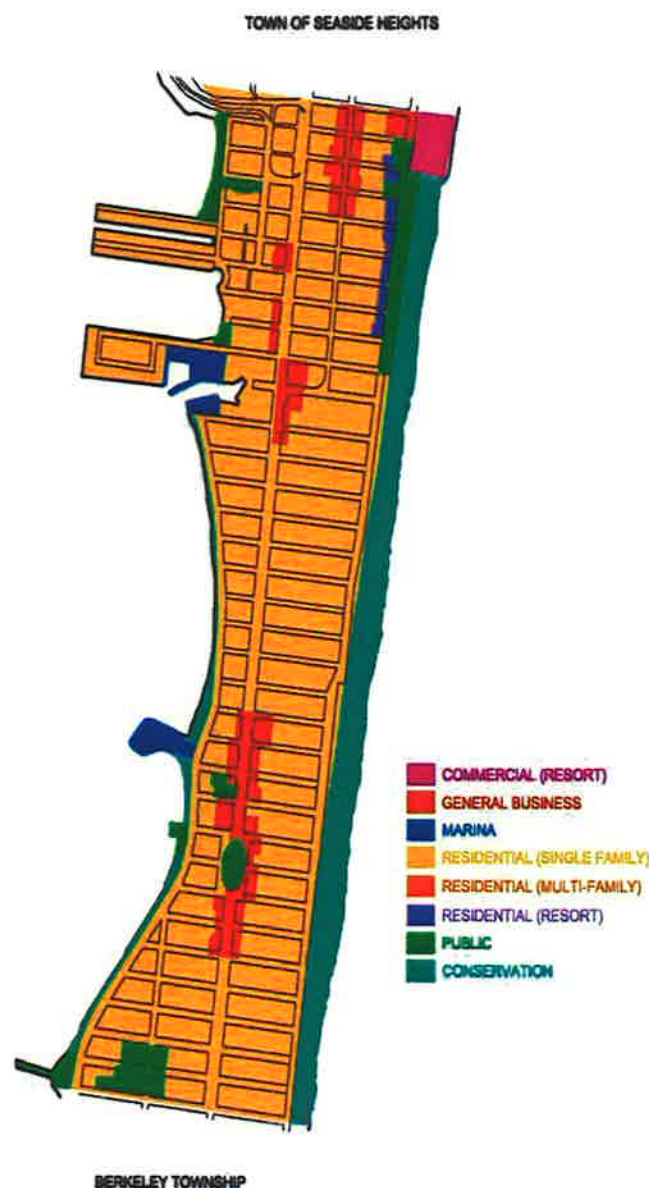 TOWN OF SEASIDE HEIGHTS
COMMERCIAL (RESORT)
GENERAL BUSINESS
MARINA
RESIDENTIAL (SINGLE FAMILY)
RESIDENTIAL (MULTI-FAMILY)
RESIDENTIAL (RESORT)
PUBLIC
CONSERVATION
BERKELEY TOWNSHIP